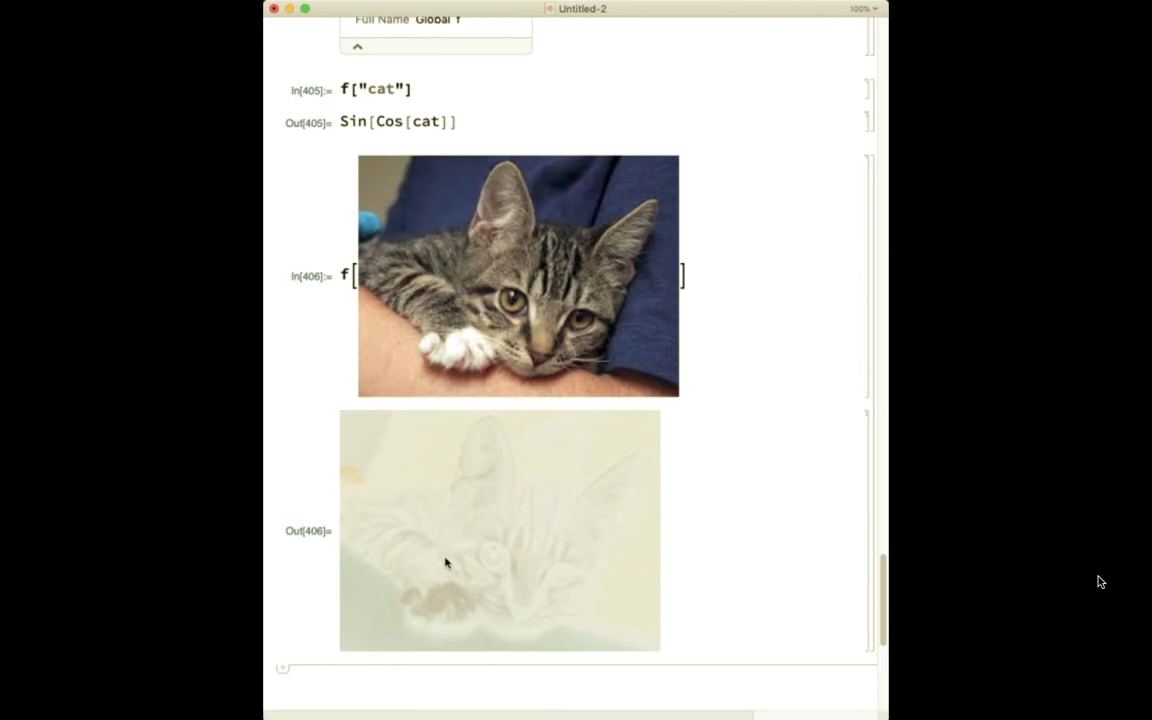 Untitled-2
100%
Full Name Global`f
In[405]:= f["cat"]
Out[405]= Sin[Cos[cat]]
In[406]:= f[ ]
Out[406]=